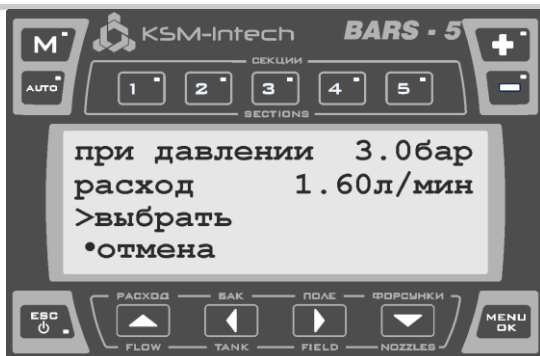 M
KSM-Intech BARS - 5
+
AUTO
СЕКЦИИ
1 2 3 4 5
-
SECTIONS
при давлении 3.0бар
расход 1.60л/мин
>выбрать
•отмена
ESC
РАСХОД БАК ПОЛЕ ФОРСУНКИ
MENU
OK
FLOW TANK FIELD NOZZLES